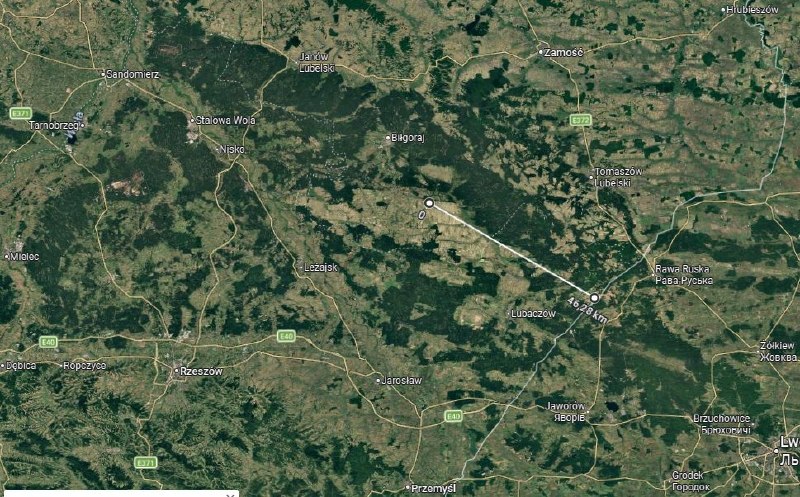 Hrubieszów
Zamość
Janów
Lubelski
Sandomierz
E371
Tarnobrzeg
Stalowa Wola
E372
Nisko
Biłgoraj
Tomaszów
Lubelski
0
Mielec
Leżajsk
Rawa Ruska
Рава Руська
46,28 km
Lubaczów
E40
E40
Żółkiew
Жовква
Dębica
Ropczyce
Rzeszów
Jarosław
E40
Jaworów
Яворів
Brzuchowice
Брюховичі
Lw
Ль
E371
Gródek
Городок
Przemyśl